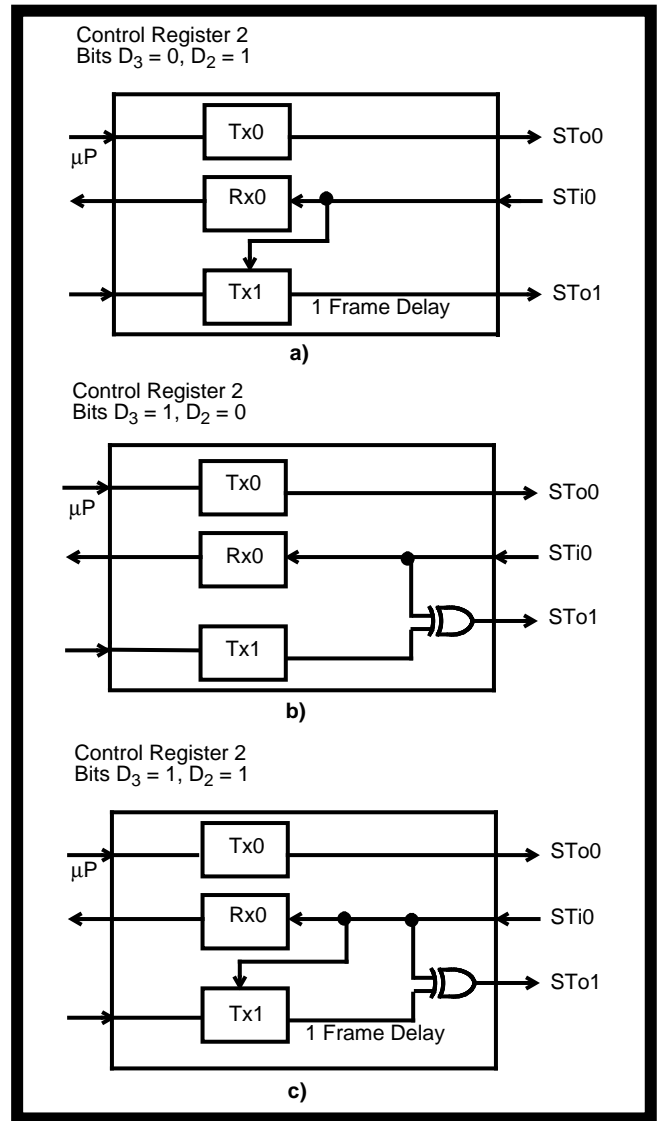 Control Register 2
Bits D3 = 0, D2 = 1
Tx0
STo0
μP
Rx0
STi0
Tx1
1 Frame Delay
STo1
a)
Control Register 2
Bits D3 = 1, D2 = 0
Tx0
STo0
μP
Rx0
STi0
STo1
Tx1
b)
Control Register 2
Bits D3 = 1, D2 = 1
Tx0
STo0
μP
Rx0
STi0
STo1
Tx1
1 Frame Delay
c)